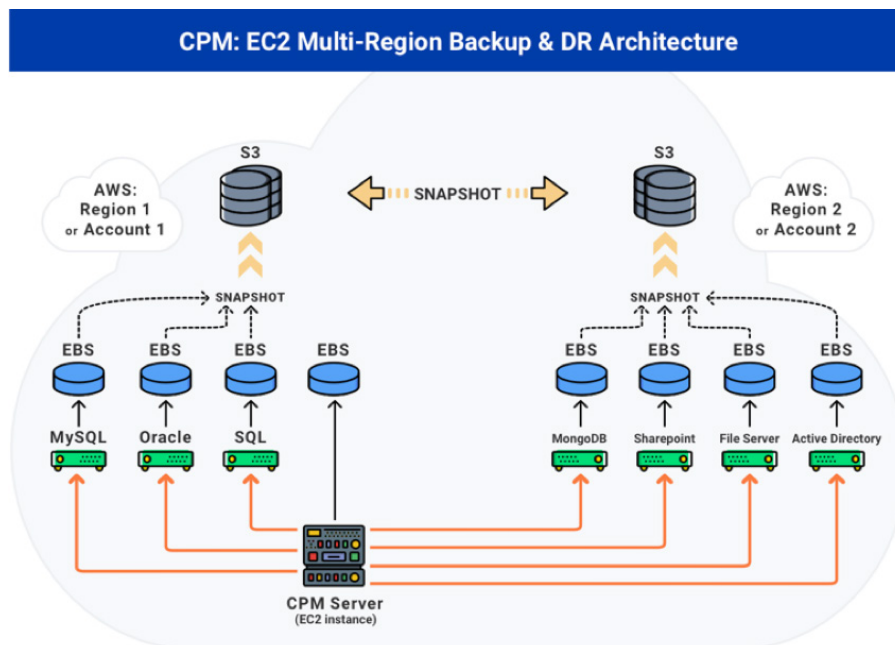 CPM: EC2 Multi-Region Backup & DR Architecture
S3
S3
AWS:
Region 1
or Account 1
SNAPSHOT
AWS:
Region 2
or Account 2
SNAPSHOT
SNAPSHOT
EBS
EBS
EBS
EBS
EBS
EBS
EBS
EBS
MySQL
Oracle
SQL
MongoDB
Sharepoint
File Server
Active Directory
CPM Server
(EC2 instance)